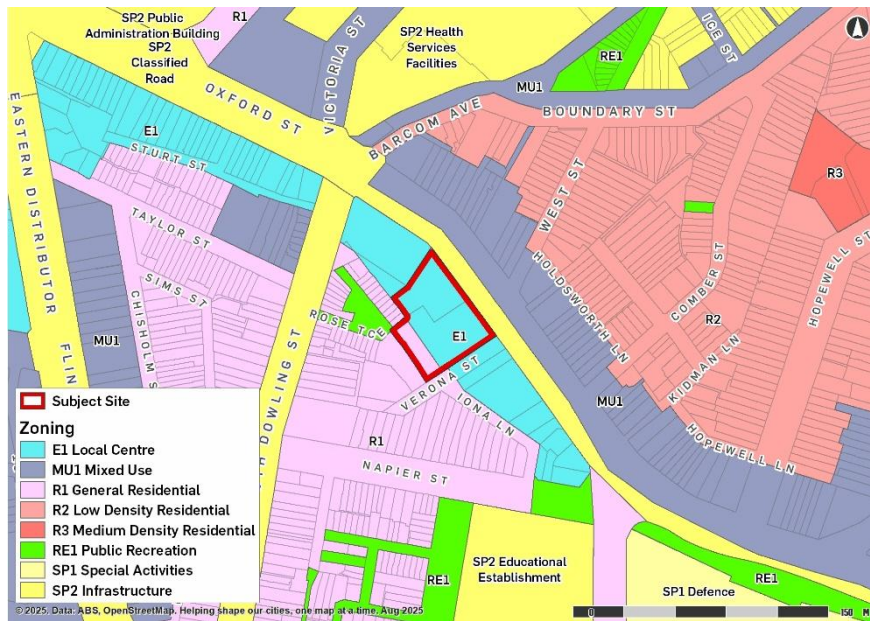 SP2 Public
Administration Building
SP2
Classified
Road
R1
SP2 Health
Services
Facilities
VICTORIA ST
OXFORD ST
RE1
ICE ST
MU1
BOUNDARY ST
BARCOM AVE
EASTERN DISTRIBUTOR
E1
STURT ST
WEST ST
R3
TAYLOR ST
SIMS ST
CHISHOLM S
HOLDSWORTH LN
COMBER ST
HOPEWELL ST
R2
ROSE TCE
E1
MU1
KIDMAN LN
FLIN
VERONA ST
IONA LN
MU1
HOPEWELL LN
TH DOWLING ST
R1
NAPIER ST
SP2 Educational
Establishment
RE1
SP1 Defence
RE1
Subject Site
Zoning
E1 Local Centre
MU1 Mixed Use
R1 General Residential
R2 Low Density Residential
R3 Medium Density Residential
RE1 Public Recreation
SP1 Special Activities
SP2 Infrastructure
© 2025. Data: ABS, OpenStreetMap. Helping shape our cities, one map at a time. Aug 2025
0 150 M